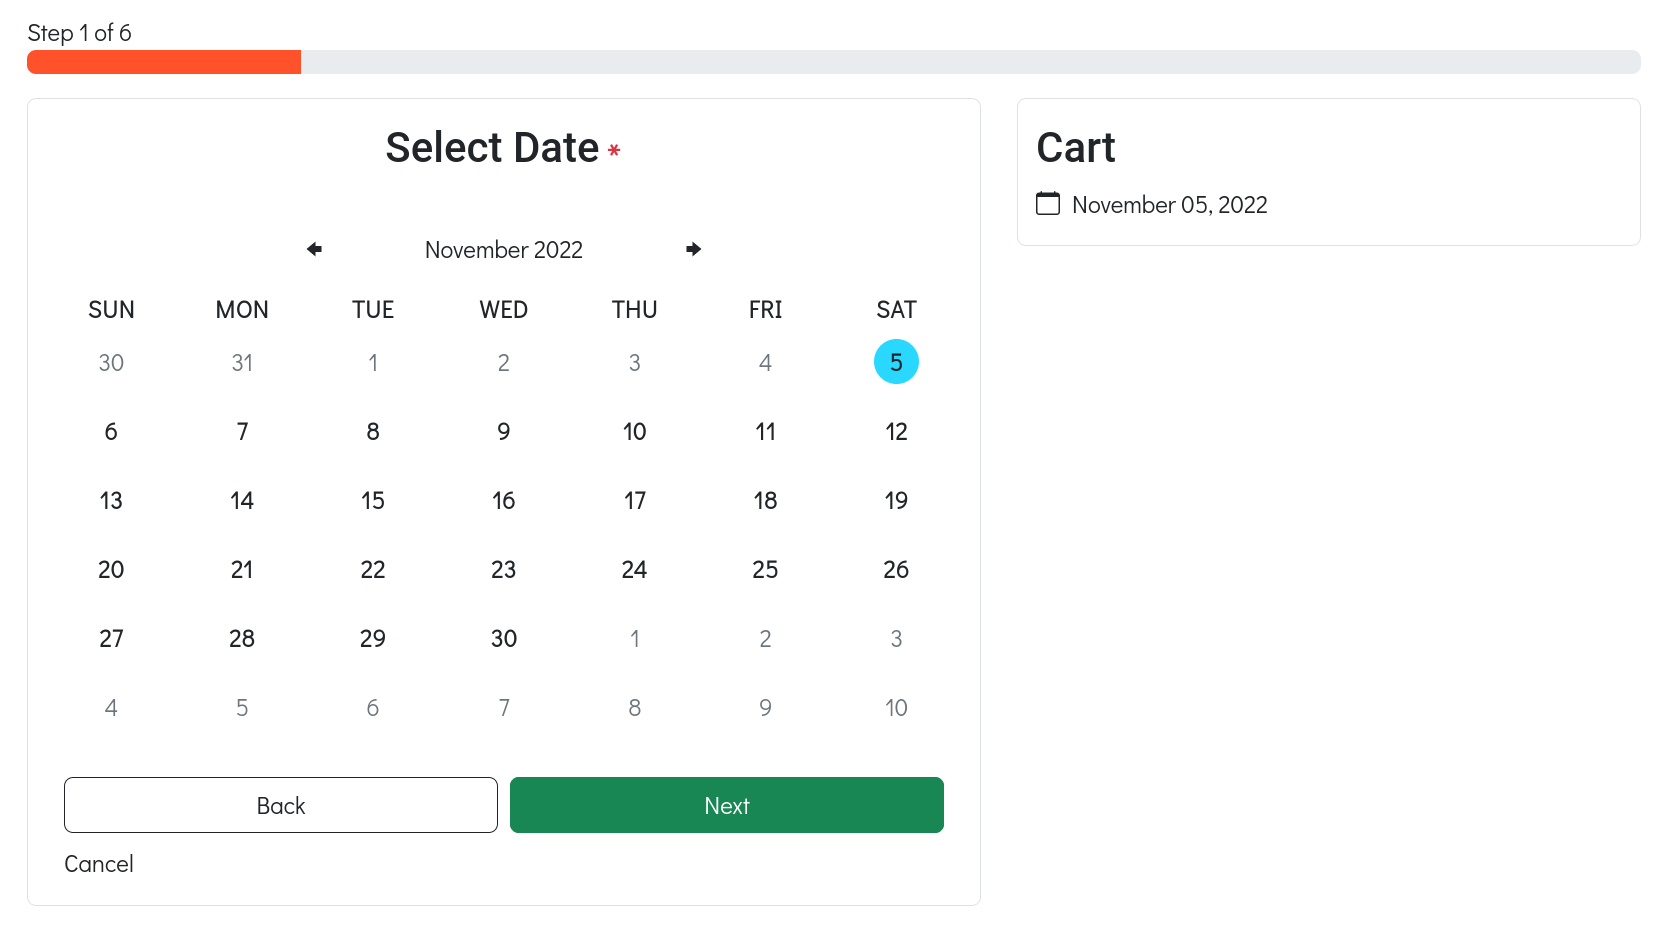 Step 1 of 6
Select Date *
November 2022
SUN MON TUE WED THU FRI SAT
30 31 1 2 3 4 5
6 7 8 9 10 11 12
13 14 15 16 17 18 19
20 21 22 23 24 25 26
27 28 29 30 1 2 3
4 5 6 7 8 9 10
Back Next
Cancel
Cart
November 05, 2022